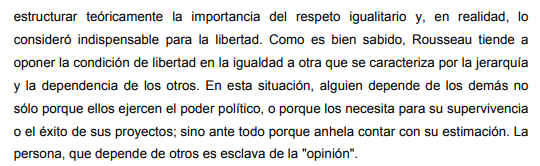 estructurar teóricamente la importancia del respeto igualitario y, en realidad, lo
consideró indispensable para la libertad. Como es bien sabido, Rousseau tiende a
oponer la condición de libertad en la igualdad a otra que se caracteriza por la jerarquía
y la dependencia de los otros. En esta situación, alguien depende de los demás no
sólo porque ellos ejercen el poder político, o porque los necesita para su supervivencia
o el éxito de sus proyectos; sino ante todo porque anhela contar con su estimación. La
persona, que depende de otros es esclava de la "opinión".